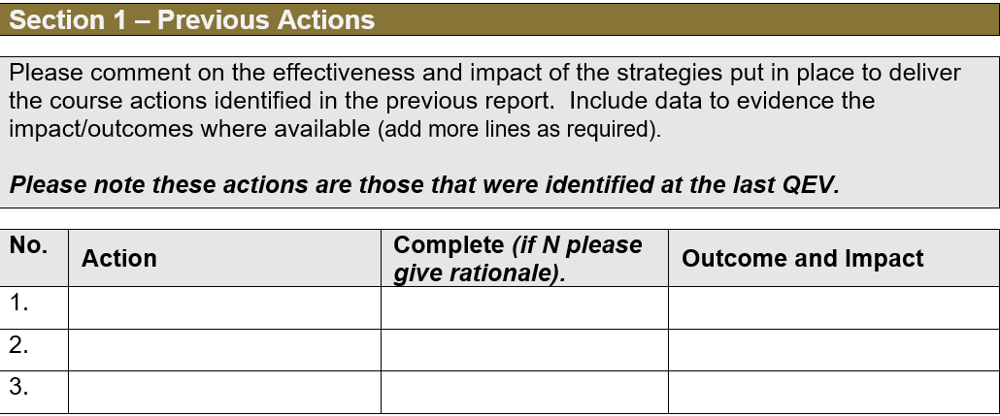 Section 1 – Previous Actions
Please comment on the effectiveness and impact of the strategies put in place to deliver
the course actions identified in the previous report.  Include data to evidence the
impact/outcomes where available (add more lines as required).
Please note these actions are those that were identified at the last QEV.
No.
Action
Complete (if N please
give rationale).
Outcome and Impact
1.
2.
3.